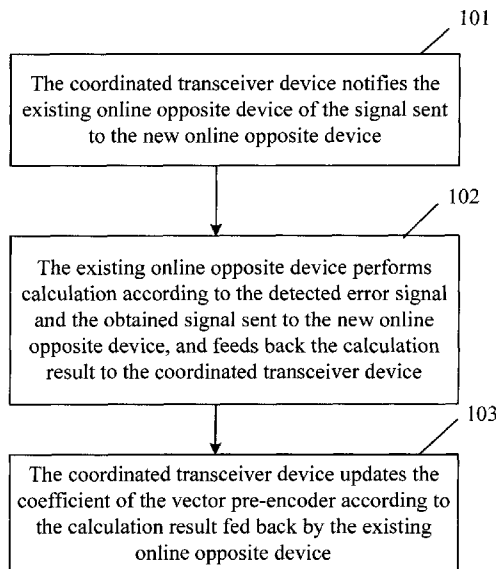 101
The coordinated transceiver device notifies the
existing online opposite device of the signal sent
to the new online opposite device
102
The existing online opposite device performs
calculation according to the detected error signal
and the obtained signal sent to the new online
opposite device, and feeds back the calculation
result to the coordinated transceiver device
103
The coordinated transceiver device updates the
coefficient of the vector pre-encoder according to
the calculation result fed back by the existing
online opposite device